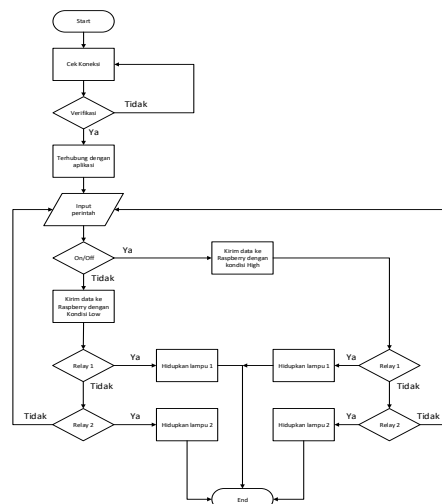 Start
Cek Koneksi
Verifikasi
Tidak
Ya
Terhubung dengan
aplikasi
Input
perintah
On/Off
Ya
Tidak
Kirim data ke
Raspberry dengan
kondisi High
Kirim data ke
Raspberry dengan
Kondisi Low
Relay 1
Ya
Hidupkan lampu 1
Hidupkan lampu 1
Ya
Relay 1
Tidak
Tidak
Tidak
Relay 2
Ya
Hidupkan lampu 2
Hidupkan lampu 2
Ya
Relay 2
Tidak
End